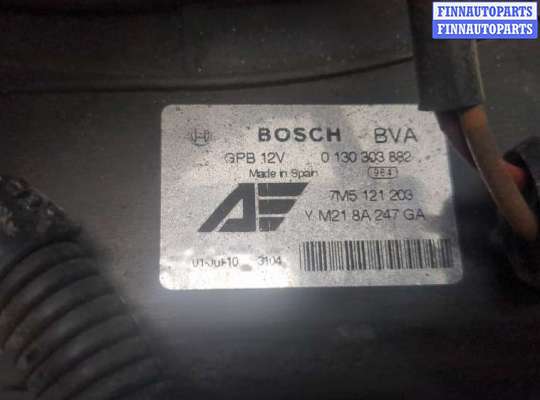 FINNAUTOPARTS
FINNAUTOPARTS
BOSCH BVA
GPB 12V 0 130 303 882
Made in Spain 964
7M5 121 203
YM21 8A 247 GA
01-Jul-10 3104